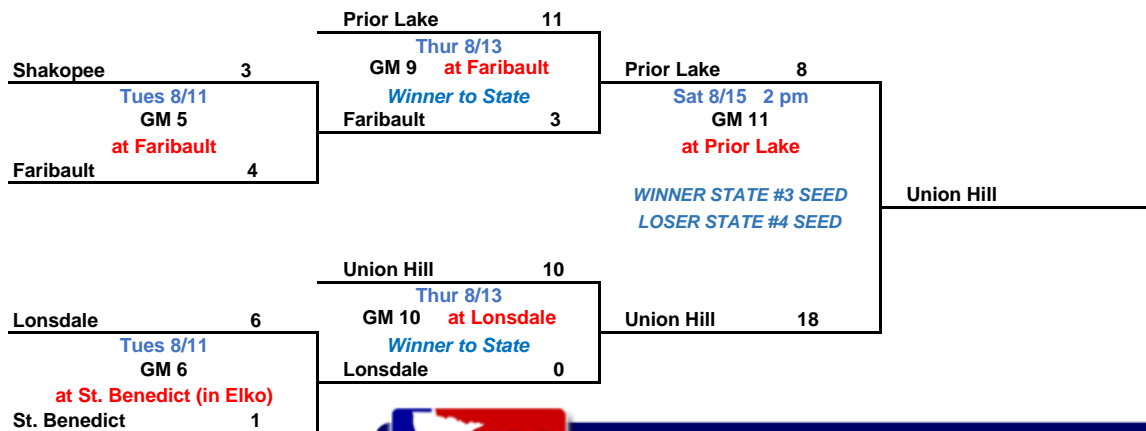 Prior Lake 11
Thur 8/13
GM 9 at Faribault
Winner to State
Faribault 3
Shakopee 3
Tues 8/11
GM 5
at Faribault
Faribault 4
Prior Lake 8
Sat 8/15 2 pm
GM 11
at Prior Lake
WINNER STATE #3 SEED
LOSER STATE #4 SEED
Union Hill
Union Hill 10
Thur 8/13
GM 10 at Lonsdale
Winner to State
Lonsdale 0
Union Hill 18
Lonsdale 6
Tues 8/11
GM 6
at St. Benedict (in Elko)
St. Benedict 1